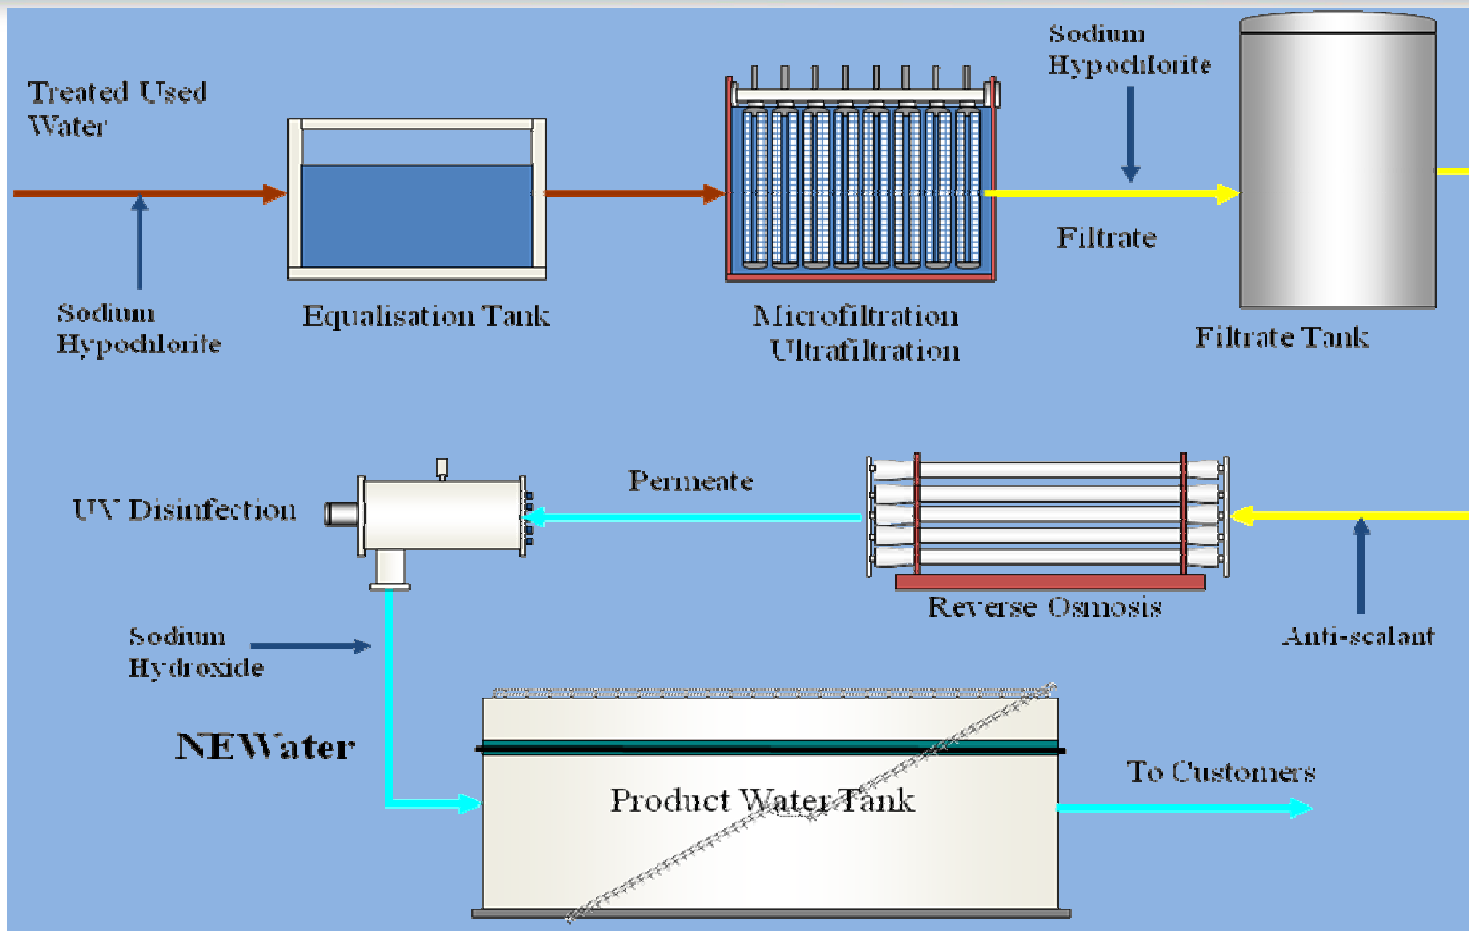 Treated Used
Water
Sodium
Hypochlorite
Equalisation Tank
Microfiltration
Ultrafiltration
Sodium
Hypochlorite
Filtrate
Filtrate Tank
Anti-scalant
Reverse Osmosis
Permeate
UV Disinfection
Sodium
Hydroxide
NEWater
Product Water Tank
To Customers